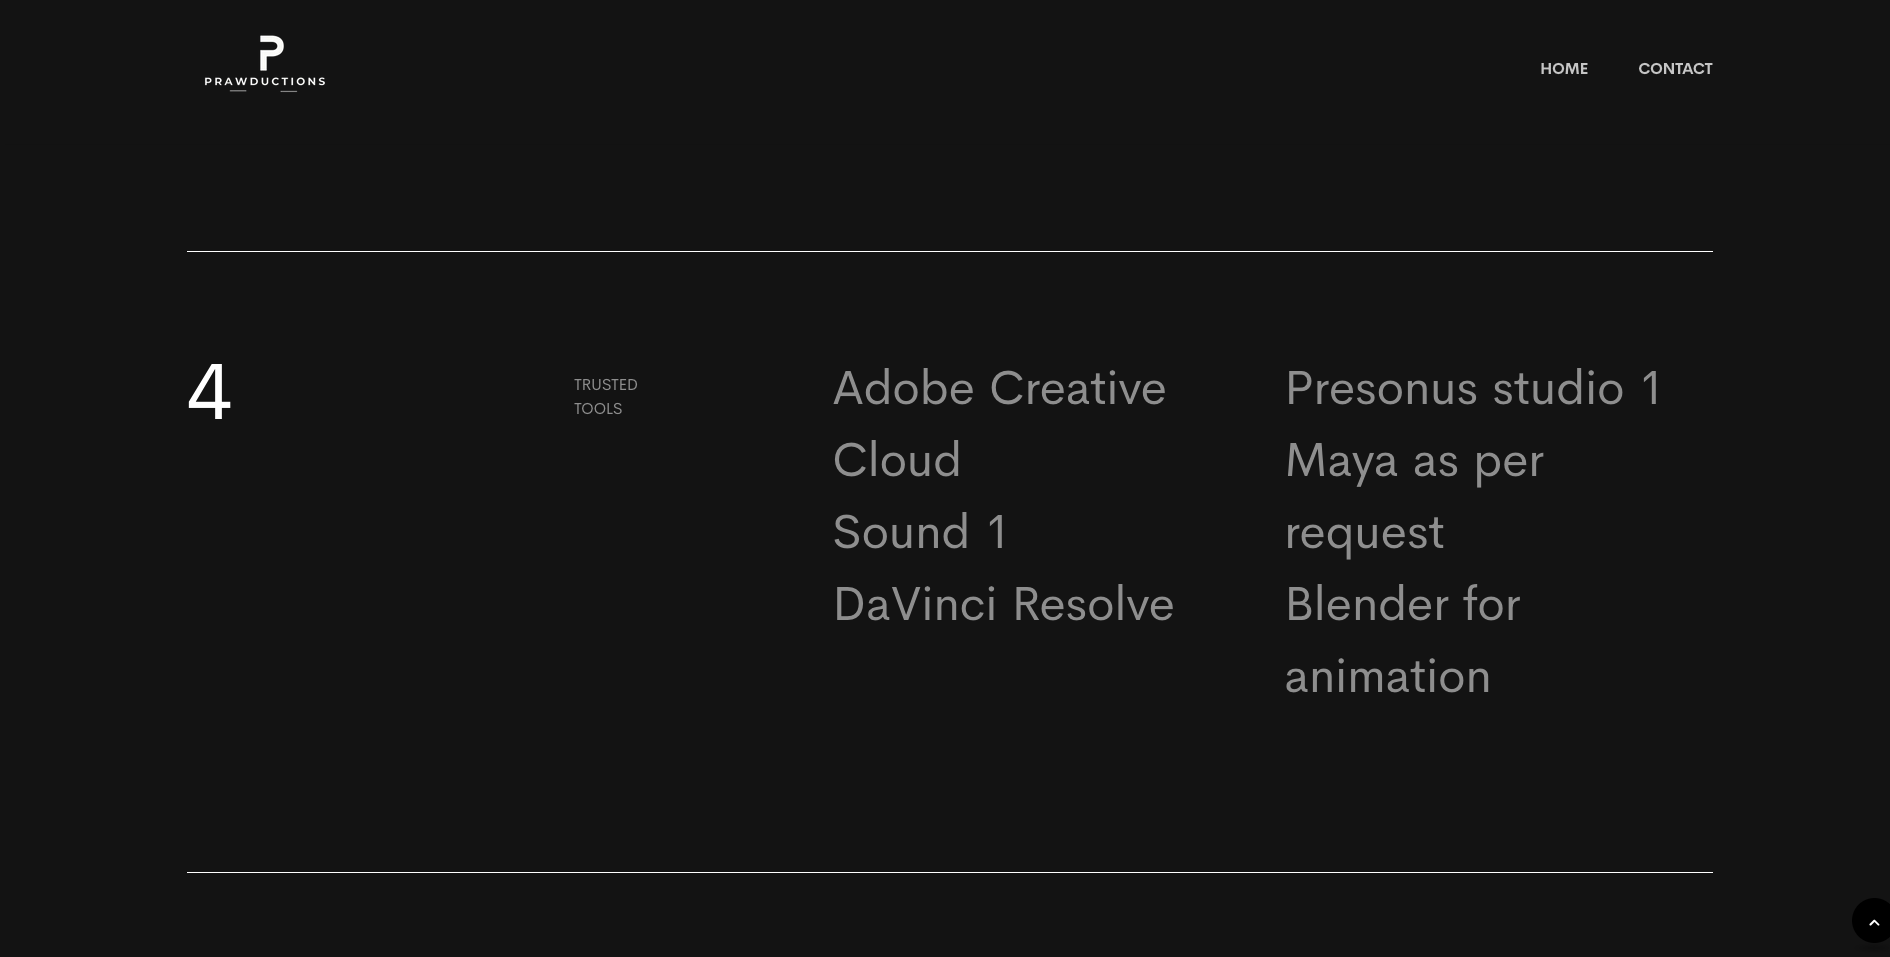 P
PRAWDUCTIONS
HOME
CONTACT
4
TRUSTED
TOOLS
Adobe Creative
Cloud
Sound 1
DaVinci Resolve
Presonus studio 1
Maya as per
request
Blender for
animation